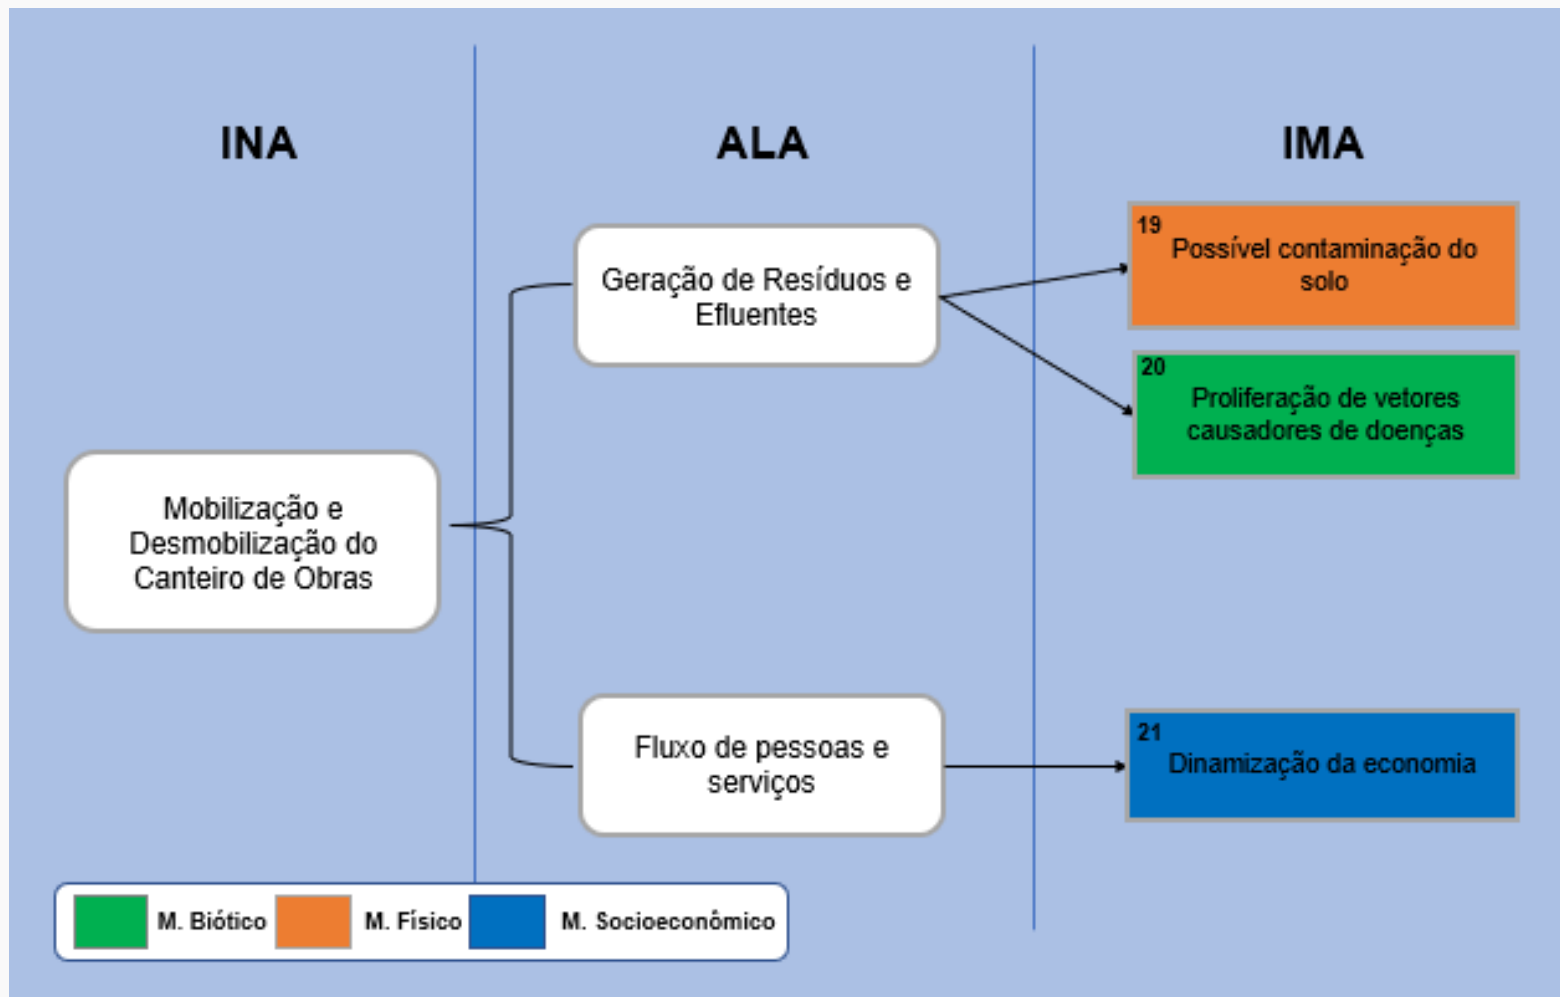 INA
ALA
IMA
Mobilização e
Desmobilização do
Canteiro de Obras
Geração de Resíduos e
Efluentes
Fluxo de pessoas e
serviços
19
Possível contaminação do
solo
20
Proliferação de vetores
causadores de doenças
21
Dinamização da economia
M. Biótico
M. Físico
M. Socioeconômico